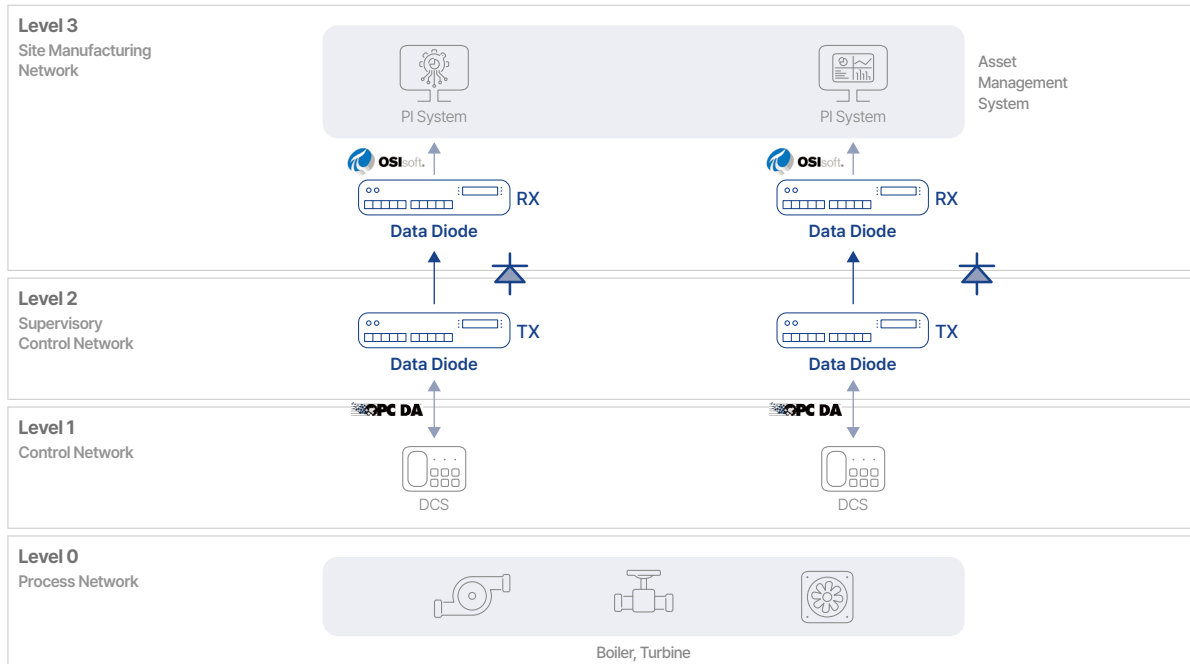 Level 3
Site Manufacturing
Network
PI System
PI System
Asset
Management
System
OSIsoft.
OSIsoft.
RX
RX
Data Diode
Data Diode
Level 2
Supervisory
Control Network
TX
TX
Data Diode
Data Diode
OPC DA
OPC DA
Level 1
Control Network
DCS
DCS
Level 0
Process Network
Boiler, Turbine